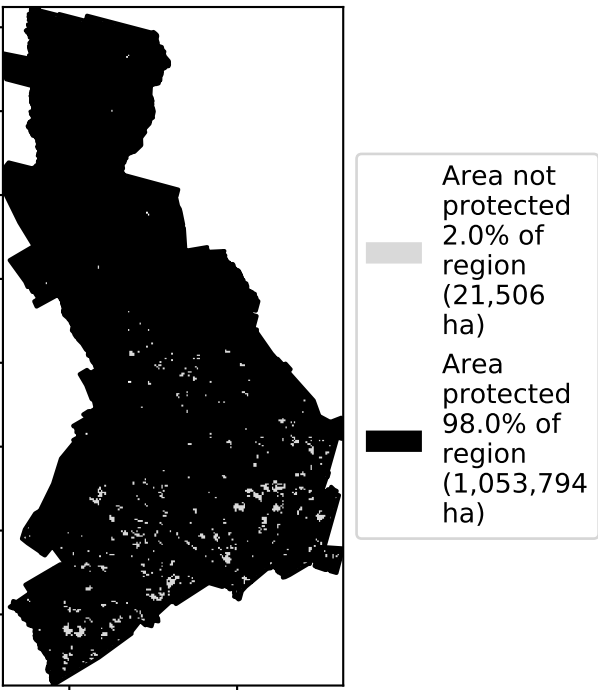 Area not
protected
2.0% of
region
(21,506
ha)
Area
protected
98.0% of
region
(1,053,794
ha)